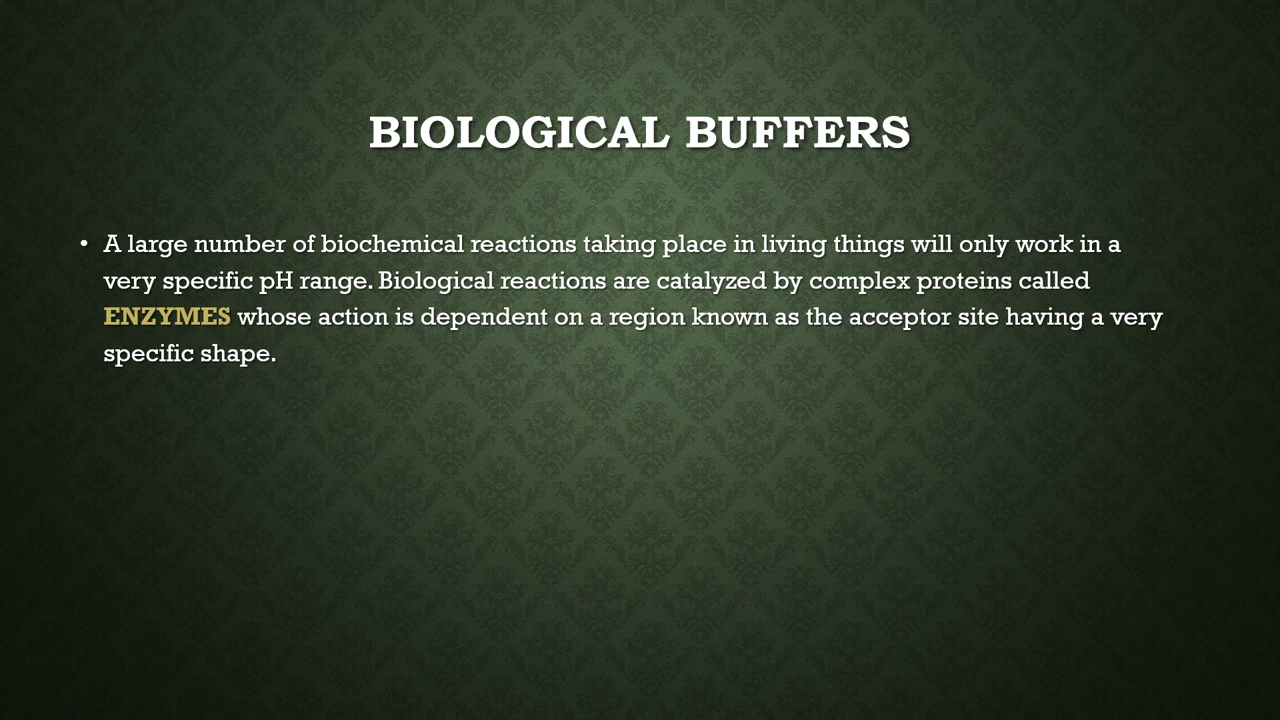 BIOLOGICAL BUFFERS
• A large number of biochemical reactions taking place in living things will only work in a
very specific pH range. Biological reactions are catalyzed by complex proteins called
ENZYMES whose action is dependent on a region known as the acceptor site having a very
specific shape.